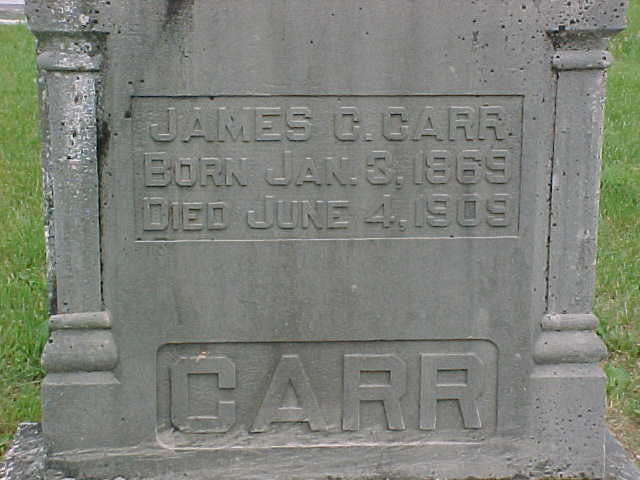 JAMES C. CARR
BORN JAN. 3, 1869
DIED JUNE 4, 1909
CARR